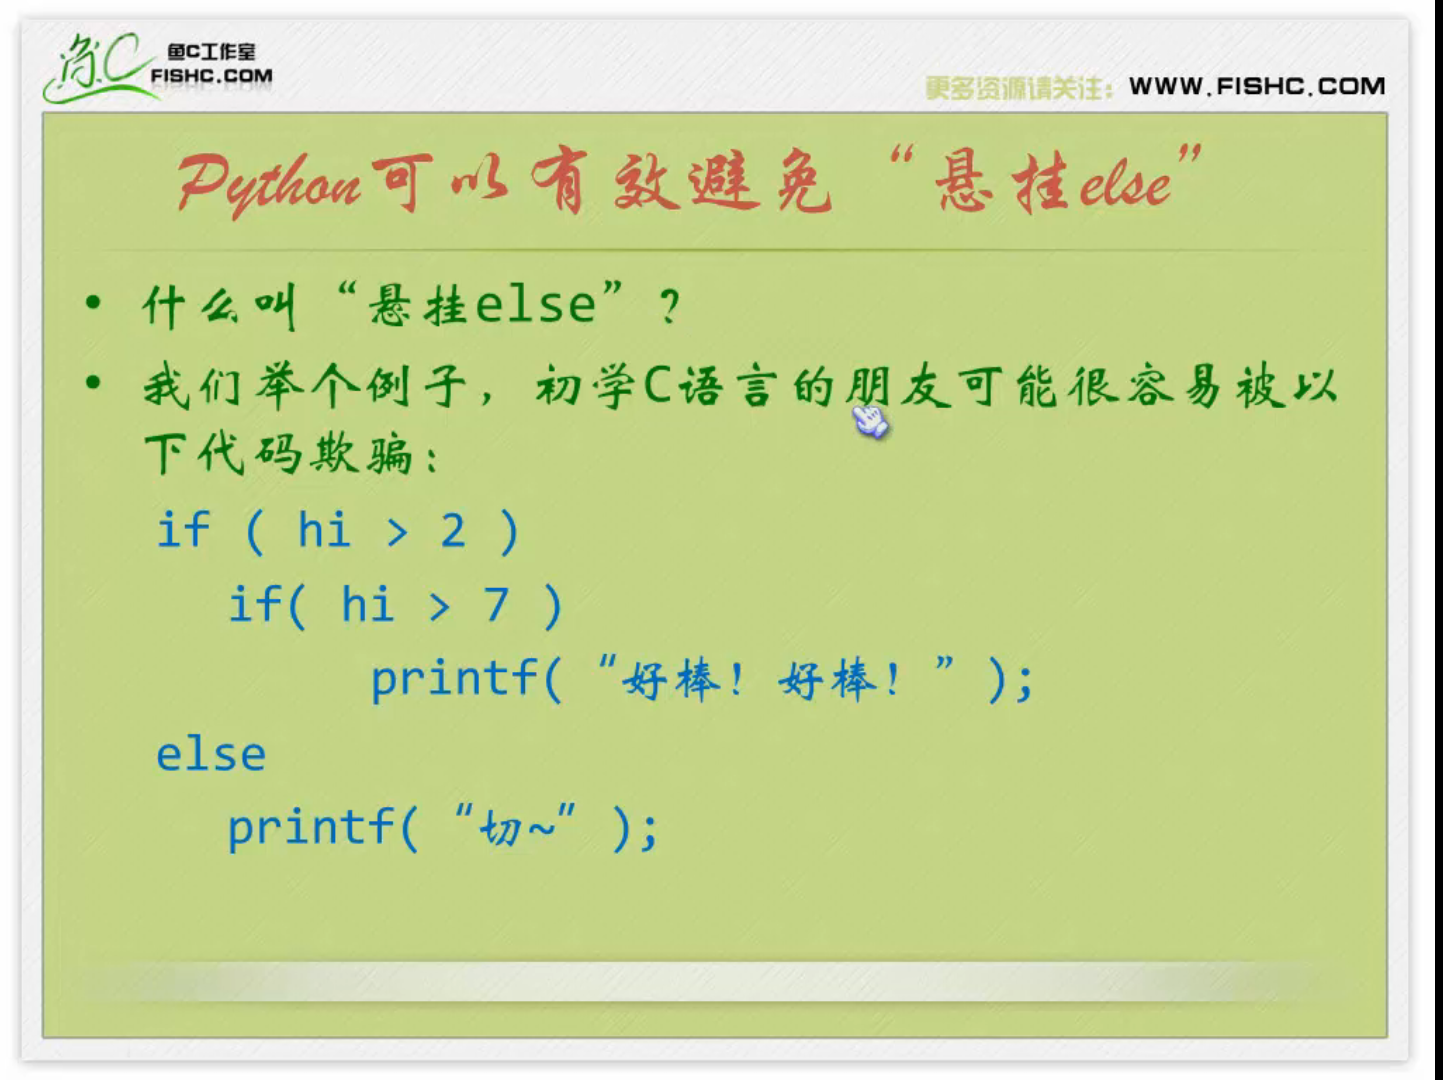 鱼C工作室
FISHC.COM
更多资源请关注：WWW.FISHC.COM
Python可以有效避免“悬挂else”
• 什么叫“悬挂else”？
• 我们举个例子，初学C语言的朋友可能很容易被以
下代码欺骗：
if ( hi > 2 )
if( hi > 7 )
printf( “好棒！好棒！” );
else
printf( “切~” );